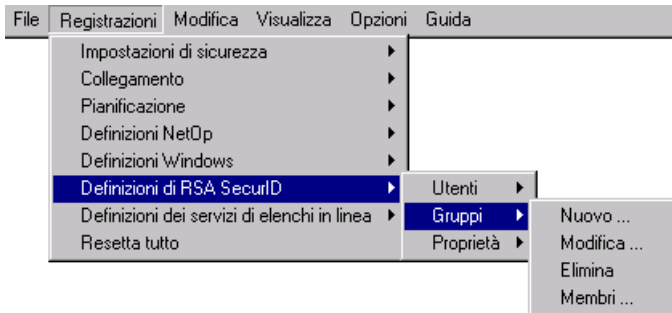 File Registrazioni Modifica Visualizza Opzioni Guida
Impostazioni di sicurezza
Collegamento
Pianificazione
Definizioni NetOp
Definizioni Windows
Definizioni di RSA SecurID
Definizioni dei servizi di elenchi in linea
Resetta tutto
Utenti
Gruppi
Proprietà
Nuovo ...
Modifica ...
Elimina
Membri ...